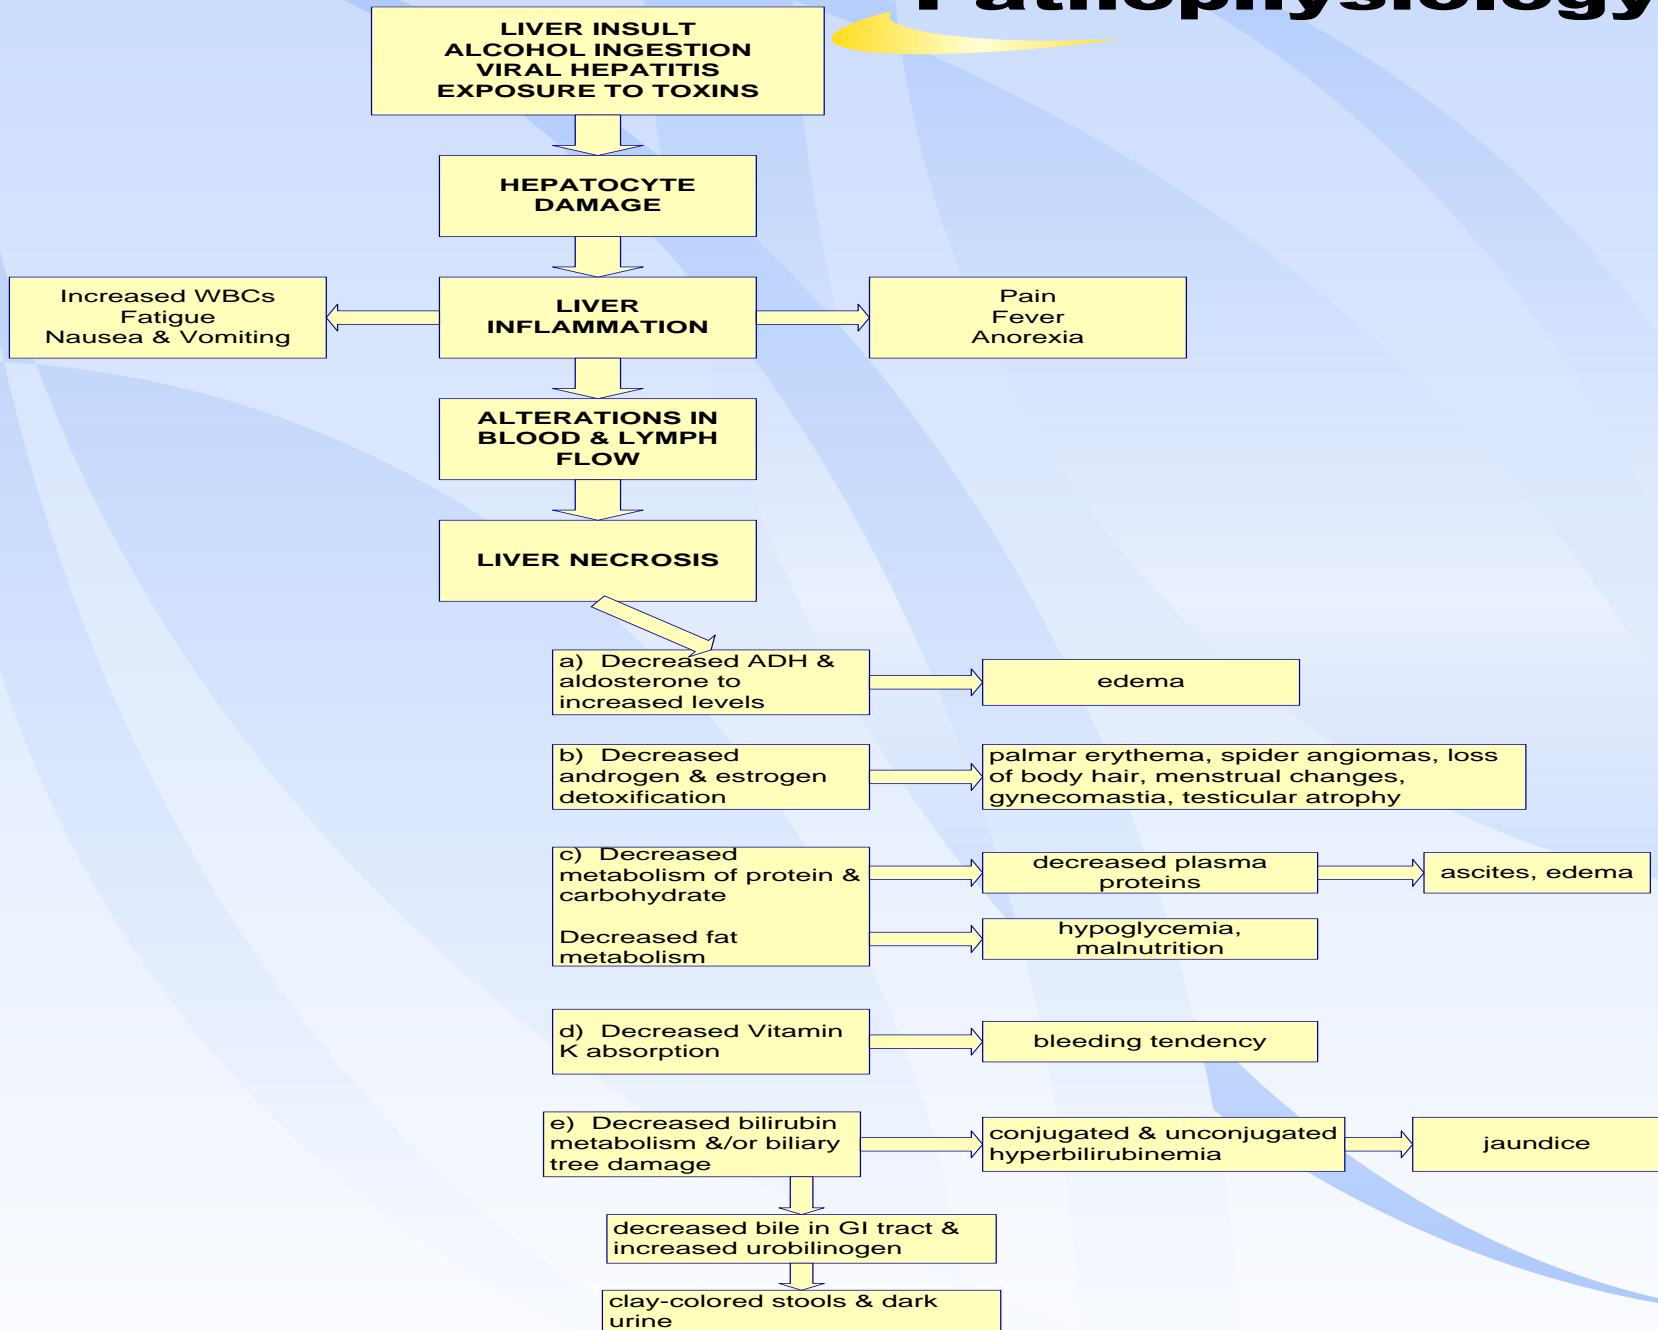 Pathophysiology
LIVER INSULT
ALCOHOL INGESTION
VIRAL HEPATITIS
EXPOSURE TO TOXINS
HEPATOCYTE
DAMAGE
Increased WBCs
Fatigue
Nausea & Vomiting
LIVER
INFLAMMATION
Pain
Fever
Anorexia
ALTERATIONS IN
BLOOD & LYMPH
FLOW
LIVER NECROSIS
a) Decreased ADH &
aldosterone to
increased levels
edema
b) Decreased
androgen & estrogen
detoxification
palmar erythema, spider angiomas, loss
of body hair, menstrual changes,
gynecomastia, testicular atrophy
c) Decreased
metabolism of protein &
carbohydrate
Decreased fat
metabolism
decreased plasma
proteins
ascites, edema
hypoglycemia,
malnutrition
d) Decreased Vitamin
K absorption
bleeding tendency
e) Decreased bilirubin
metabolism &/or biliary
tree damage
conjugated & unconjugated
hyperbilirubinemia
jaundice
decreased bile in GI tract &
increased urobilinogen
clay-colored stools & dark
urine